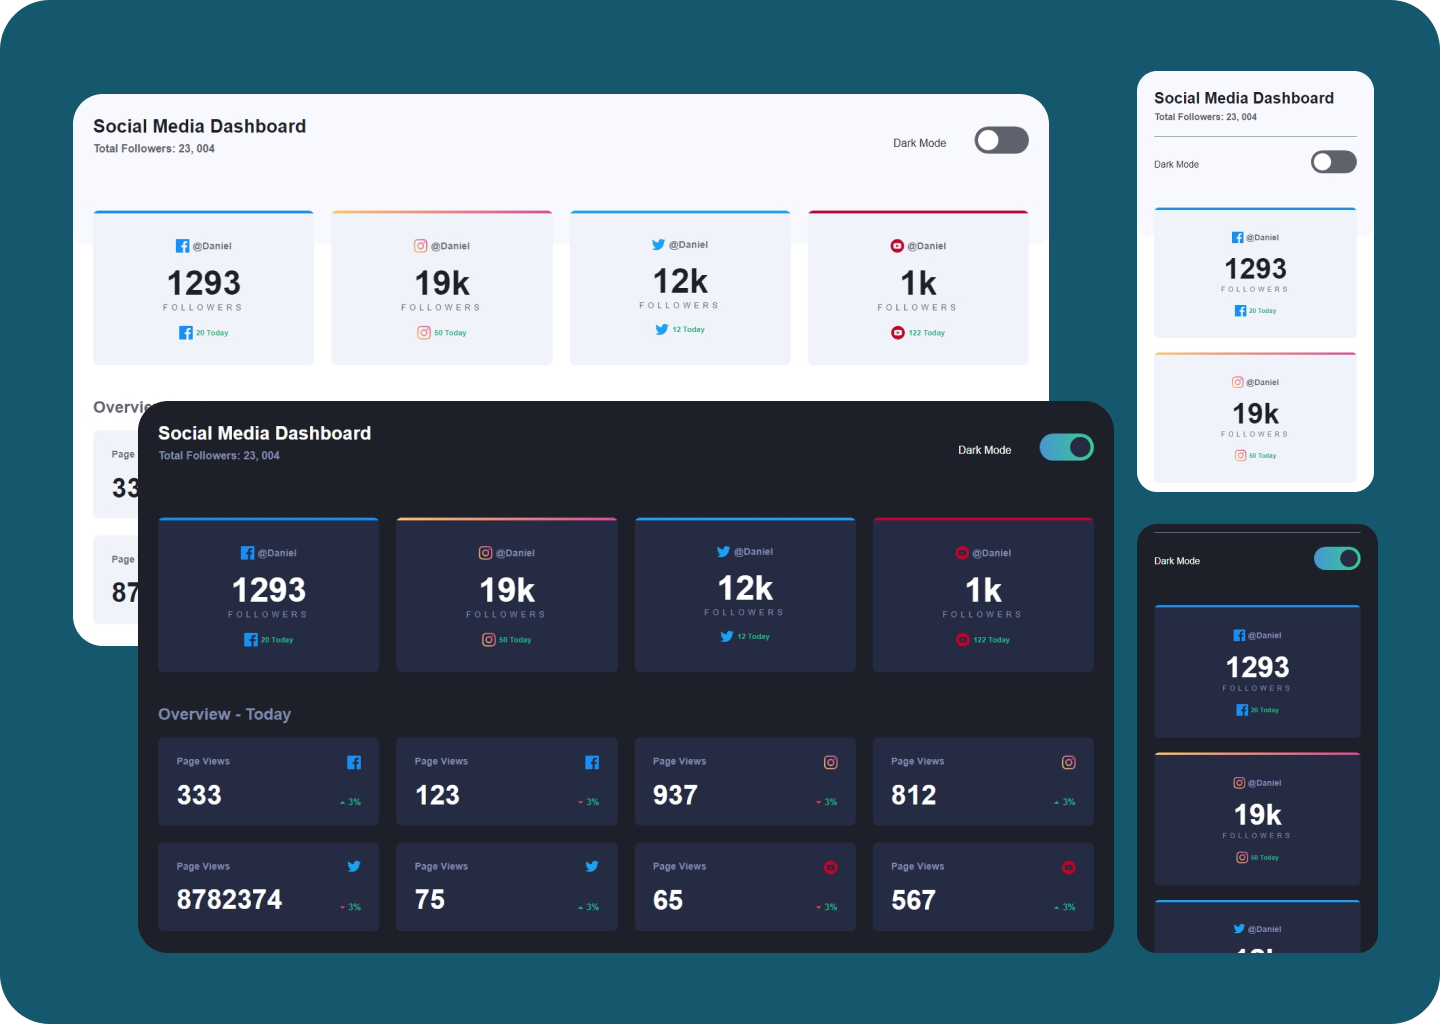 Social Media Dashboard
Total Followers: 23, 004
Dark Mode
@Daniel
1293
FOLLOWERS
20 Today
@Daniel
19k
FOLLOWERS
50 Today
@Daniel
12k
FOLLOWERS
12 Today
@Daniel
1k
FOLLOWERS
122 Today
Overvie
Page
33
Page
87
Social Media Dashboard
Total Followers: 23, 004
Dark Mode
@Daniel
1293
FOLLOWERS
20 Today
@Daniel
19k
FOLLOWERS
50 Today
@Daniel
12k
FOLLOWERS
12 Today
@Daniel
1k
FOLLOWERS
122 Today
Overview - Today
Page Views
333
3%
Page Views
123
3%
Page Views
937
3%
Page Views
812
3%
Page Views
8782374
3%
Page Views
75
3%
Page Views
65
3%
Page Views
567
3%
Social Media Dashboard
Total Followers: 23, 004
Dark Mode
@Daniel
1293
FOLLOWERS
20 Today
@Daniel
19k
FOLLOWERS
50 Today
Dark Mode
@Daniel
1293
FOLLOWERS
20 Today
@Daniel
19k
FOLLOWERS
50 Today
@Daniel